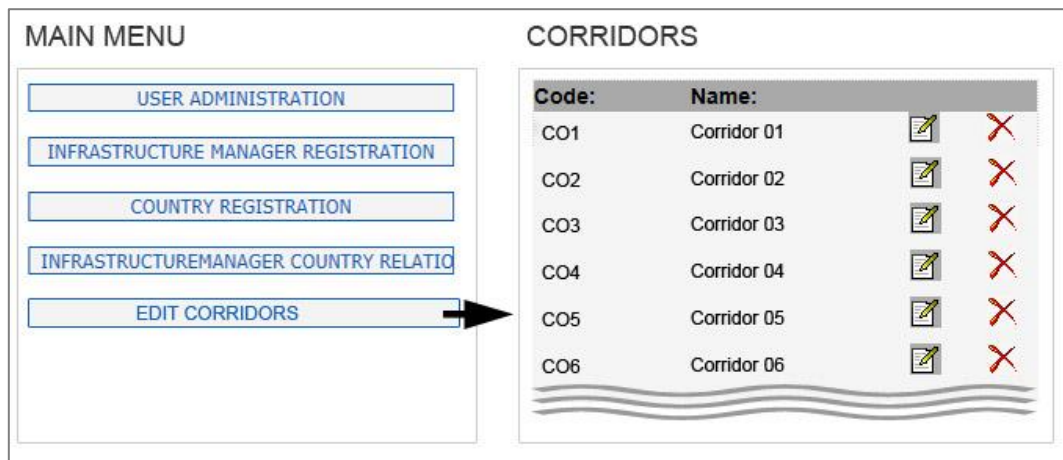 MAIN MENU
USER ADMINISTRATION
INFRASTRUCTURE MANAGER REGISTRATION
COUNTRY REGISTRATION
INFRASTRUCTUREMANAGER COUNTRY RELATIO
EDIT CORRIDORS
CORRIDORS
Code: Name:
CO1 Corridor 01
CO2 Corridor 02
CO3 Corridor 03
CO4 Corridor 04
CO5 Corridor 05
CO6 Corridor 06